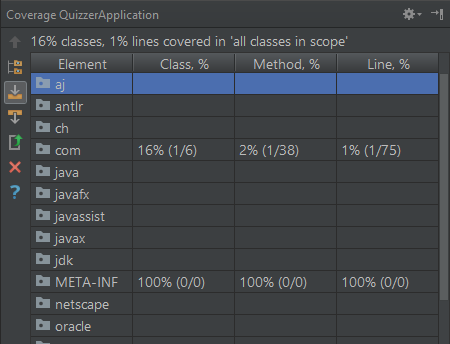 Coverage QuizzerApplication
16% classes, 1% lines covered in 'all classes in scope'
Element Class, % Method, % Line, %
aj
antlr
ch
com 16% (1/6) 2% (1/38) 1% (1/75)
java
javafx
javassist
javax
jdk
META-INF 100% (0/0) 100% (0/0) 100% (0/0)
netscape
oracle